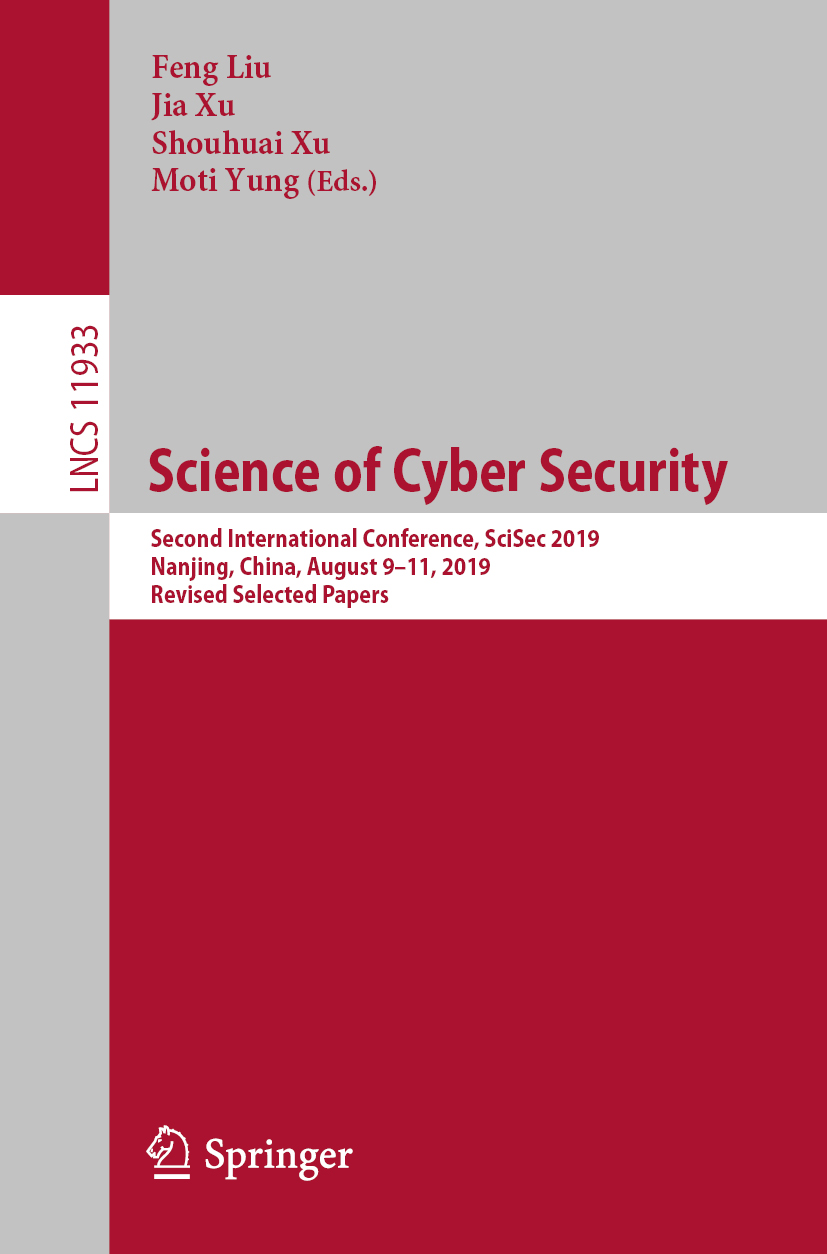 Feng Liu
Jia Xu
Shouhuai Xu
Moti Yung (Eds.)
LNCS 11933
Science of Cyber Security
Second International Conference, SciSec 2019
Nanjing, China, August 9–11, 2019
Revised Selected Papers
Springer